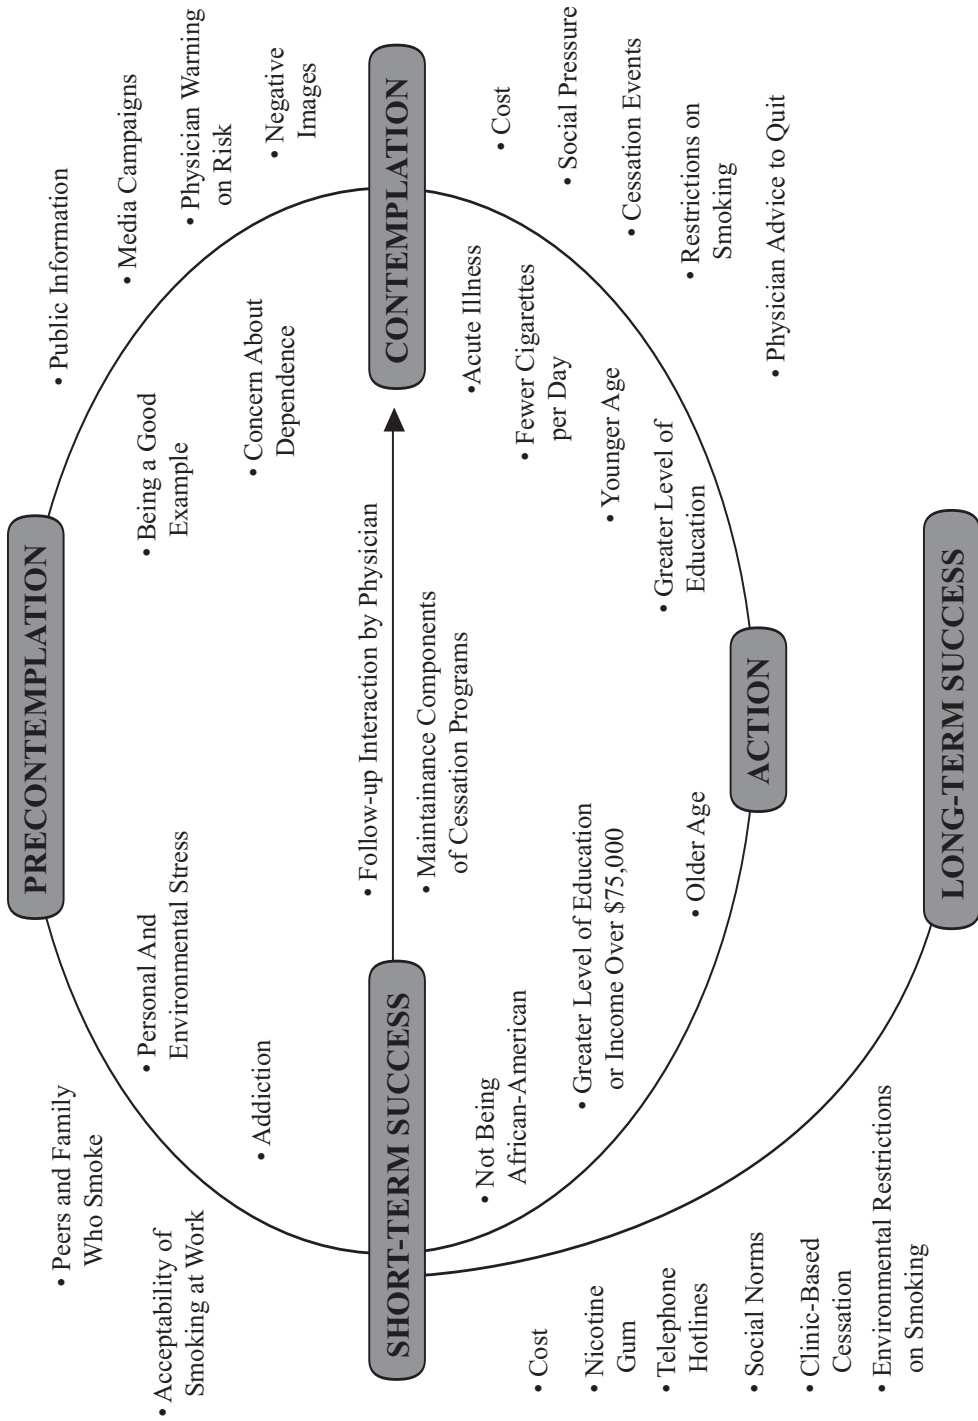 PRECONTEMPLATION
• Public Information
• Media Campaigns
• Physician Warning
on Risk
• Negative
Images
• Being a Good
Example
• Concern About
Dependence
CONTEMPLATION
• Peers and Family
Who Smoke
• Acceptability of
Smoking at Work
• Personal And
Environmental Stress
• Addiction
SHORT-TERM SUCCESS
• Follow-up Interaction by Physician
• Maintainance Components
of Cessation Programs
• Acute Illness
• Fewer Cigarettes
per Day
• Younger Age
• Greater Level of
Education
• Cost
• Social Pressure
• Cessation Events
• Restrictions on
Smoking
• Physician Advice to Quit
• Not Being
African-American
• Greater Level of Education
or Income Over $75,000
• Older Age
ACTION
• Cost
• Nicotine
Gum
• Telephone
Hotlines
• Social Norms
• Clinic-Based
Cessation
• Environmental Restrictions
on Smoking
LONG-TERM SUCCESS